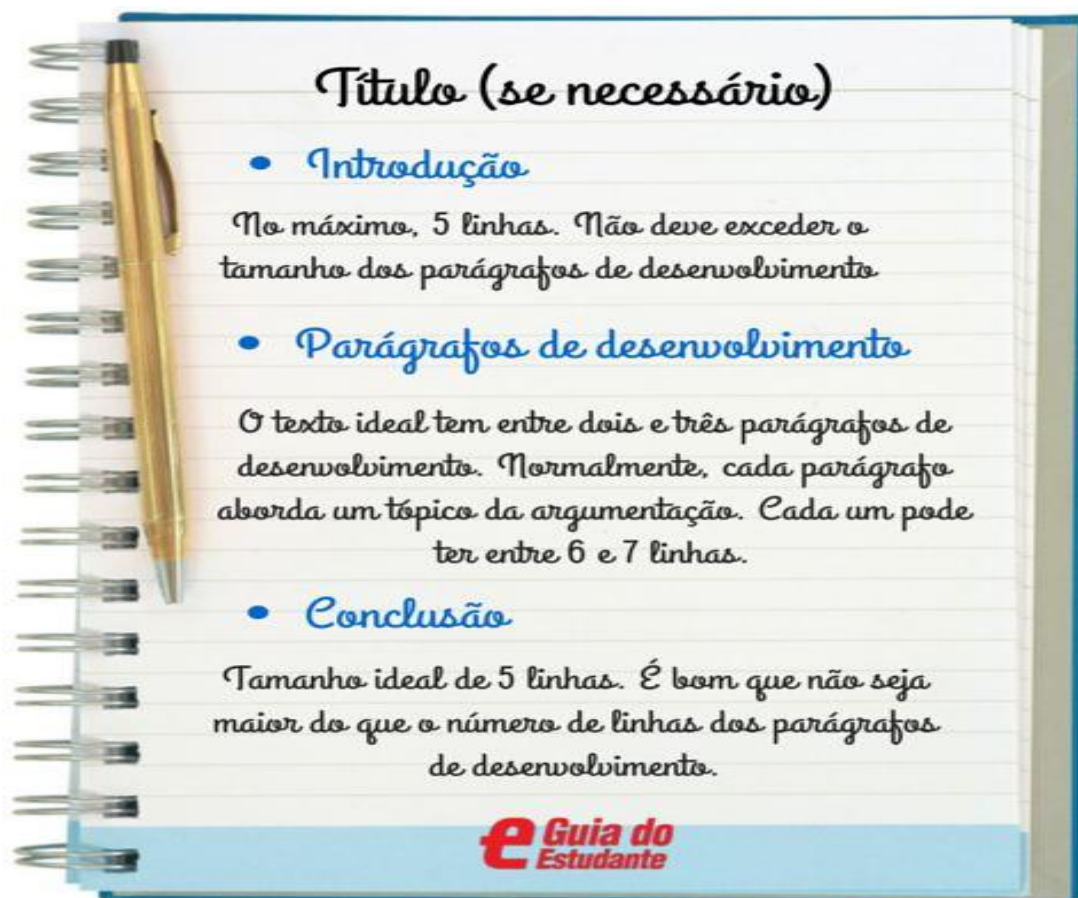 Título (se necessário)
• Introdução
No máximo, 5 linhas. Não deve exceder o
tamanho dos parágrafos de desenvolvimento
• Parágrafos de desenvolvimento
O texto ideal tem entre dois e três parágrafos de
desenvolvimento. Normalmente, cada parágrafo
aborda um tópico da argumentação. Cada um pode
ter entre 6 e 7 linhas.
• Conclusão
Tamanho ideal de 5 linhas. É bom que não seja
maior do que o número de linhas dos parágrafos
de desenvolvimento.
e Guia do
Estudante